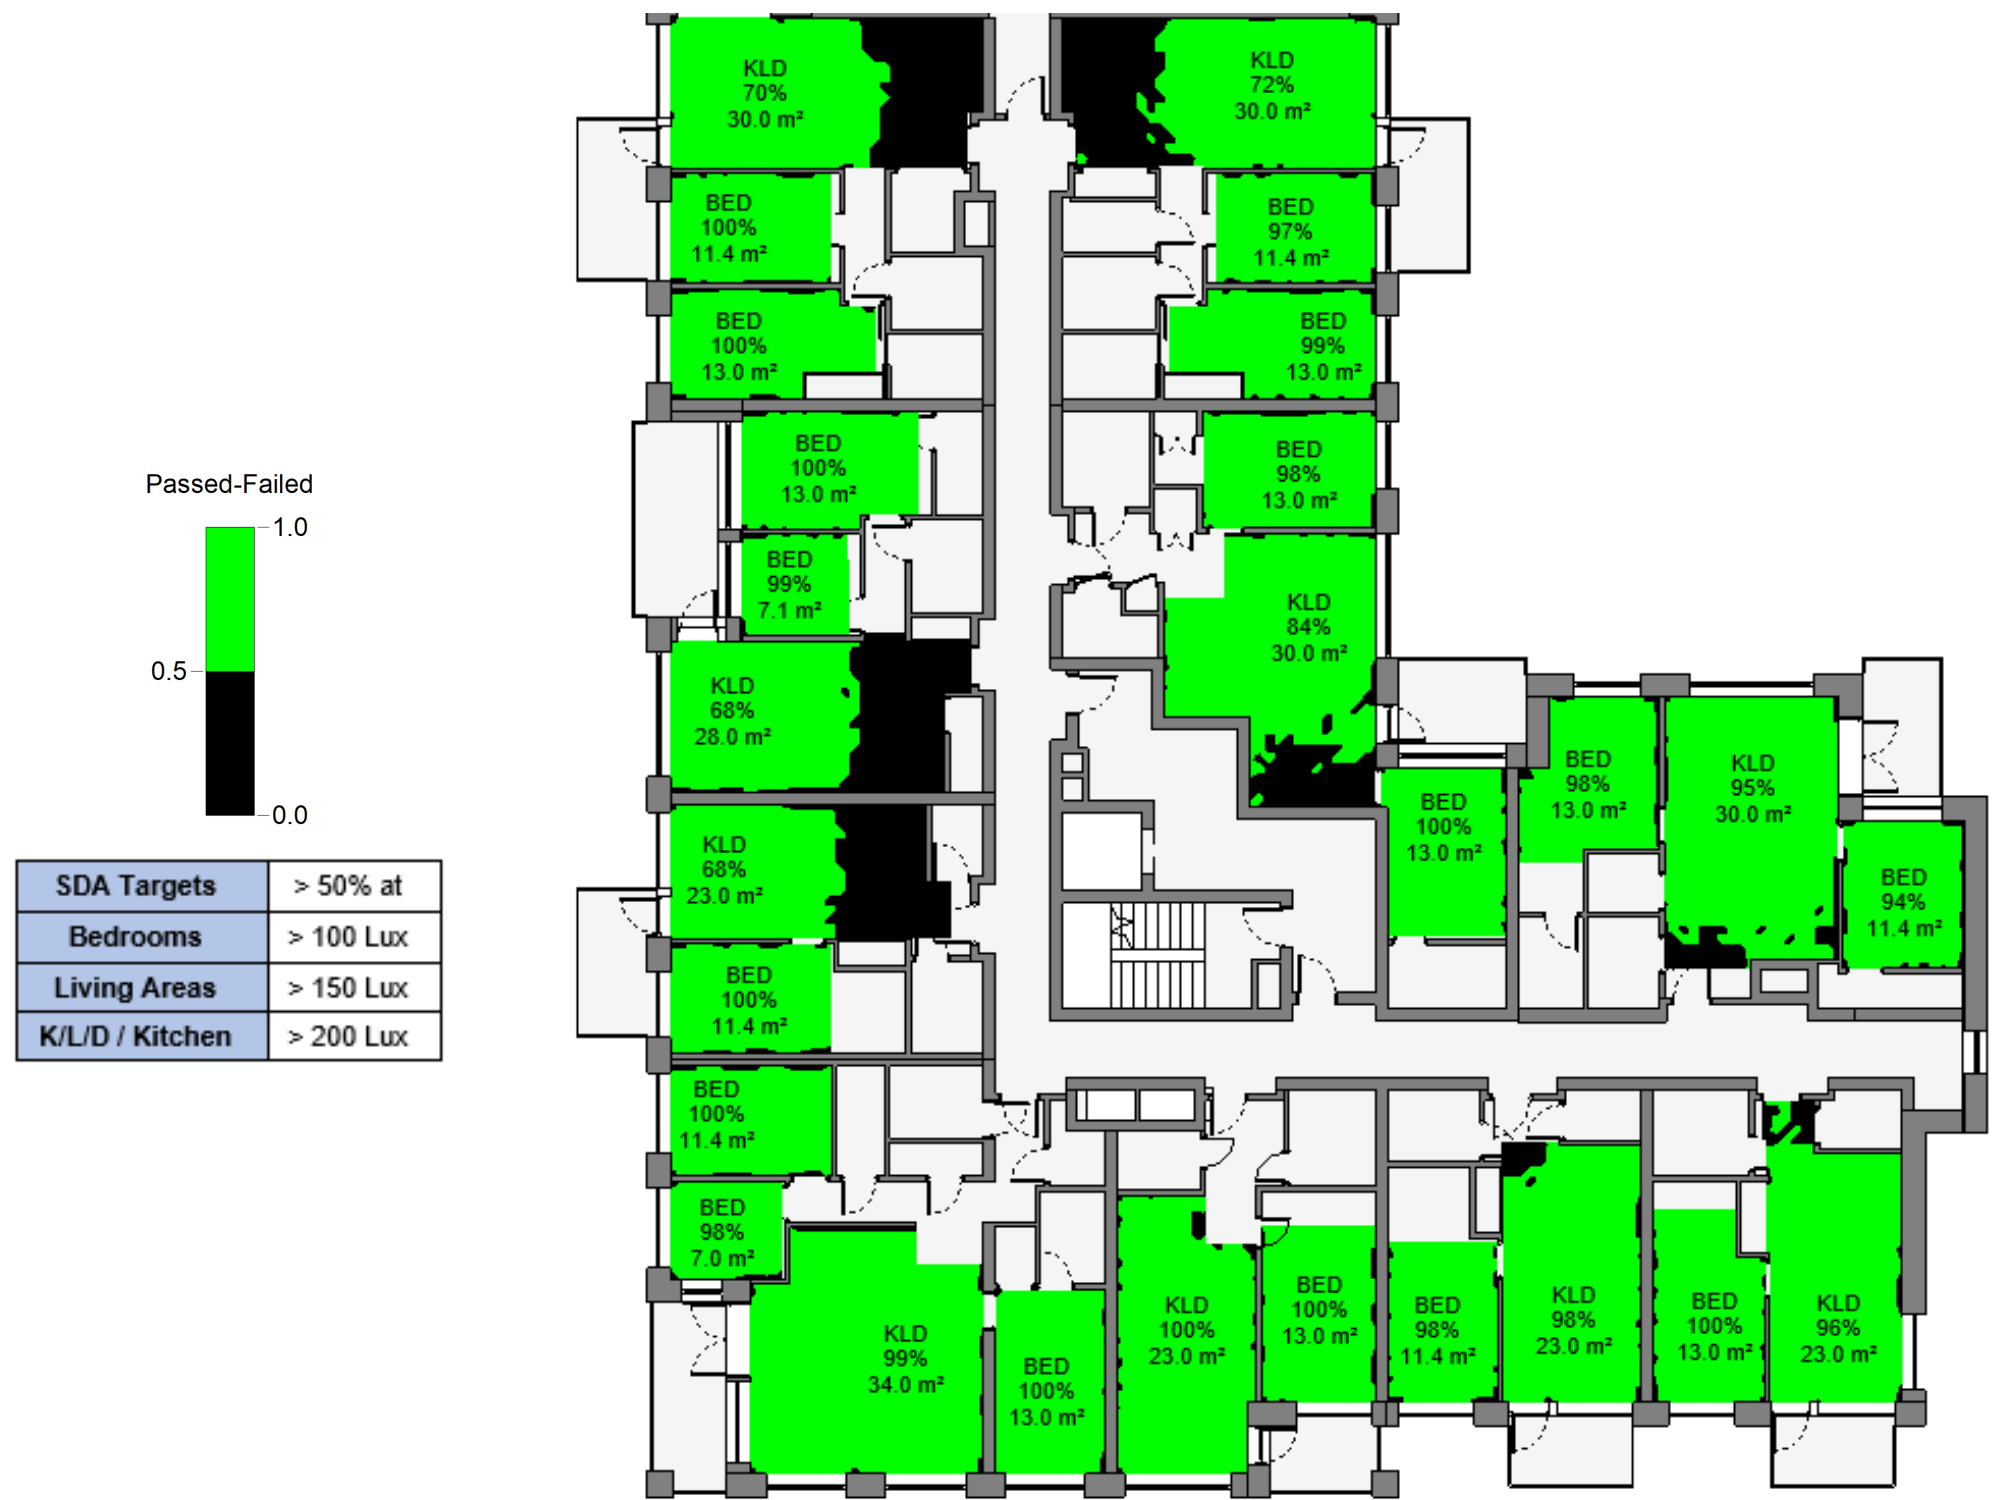 Passed-Failed
1.0
0.5
0.0
SDA Targets > 50% at
Bedrooms > 100 Lux
Living Areas > 150 Lux
K/L/D / Kitchen > 200 Lux
KLD
70%
30.0 m²
KLD
72%
30.0 m²
BED
100%
11.4 m²
BED
97%
11.4 m²
BED
100%
13.0 m²
BED
99%
13.0 m²
BED
100%
13.0 m²
BED
98%
13.0 m²
BED
99%
7.1 m²
KLD
84%
30.0 m²
KLD
68%
28.0 m²
BED
98%
13.0 m²
KLD
95%
30.0 m²
BED
100%
13.0 m²
KLD
68%
23.0 m²
BED
94%
11.4 m²
BED
100%
11.4 m²
BED
100%
11.4 m²
BED
98%
7.0 m²
KLD
99%
34.0 m²
BED
100%
13.0 m²
KLD
100%
23.0 m²
BED
100%
13.0 m²
BED
98%
11.4 m²
KLD
98%
23.0 m²
BED
100%
13.0 m²
KLD
96%
23.0 m²